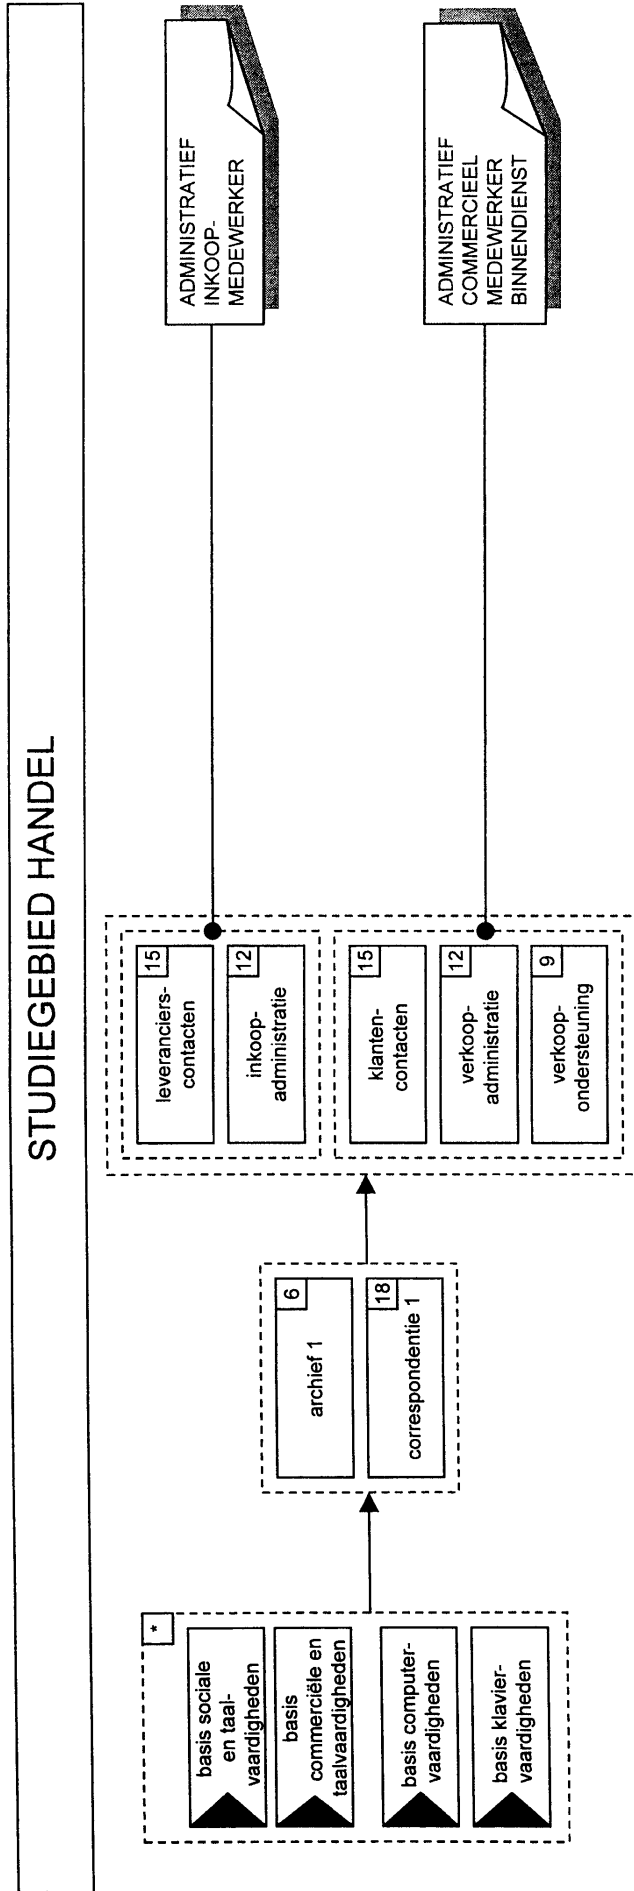 STUDIEGEBIED HANDEL
*
basis sociale
en taal-
vaardigheden
basis
commerciële en
taalvaardigheden
basis computer-
vaardigheden
basis klavier-
vaardigheden
archief 1
6
correspondentie 1
18
leveranciers-
contacten
15
inkoop-
administratie
12
klanten-
contacten
15
verkoop-
administratie
12
verkoop-
ondersteuning
9
ADMINISTRATIEF
INKOOP-
MEDEWERKER
ADMINISTRATIEF
COMMERCIEEL
MEDEWERKER
BINNENDIENST